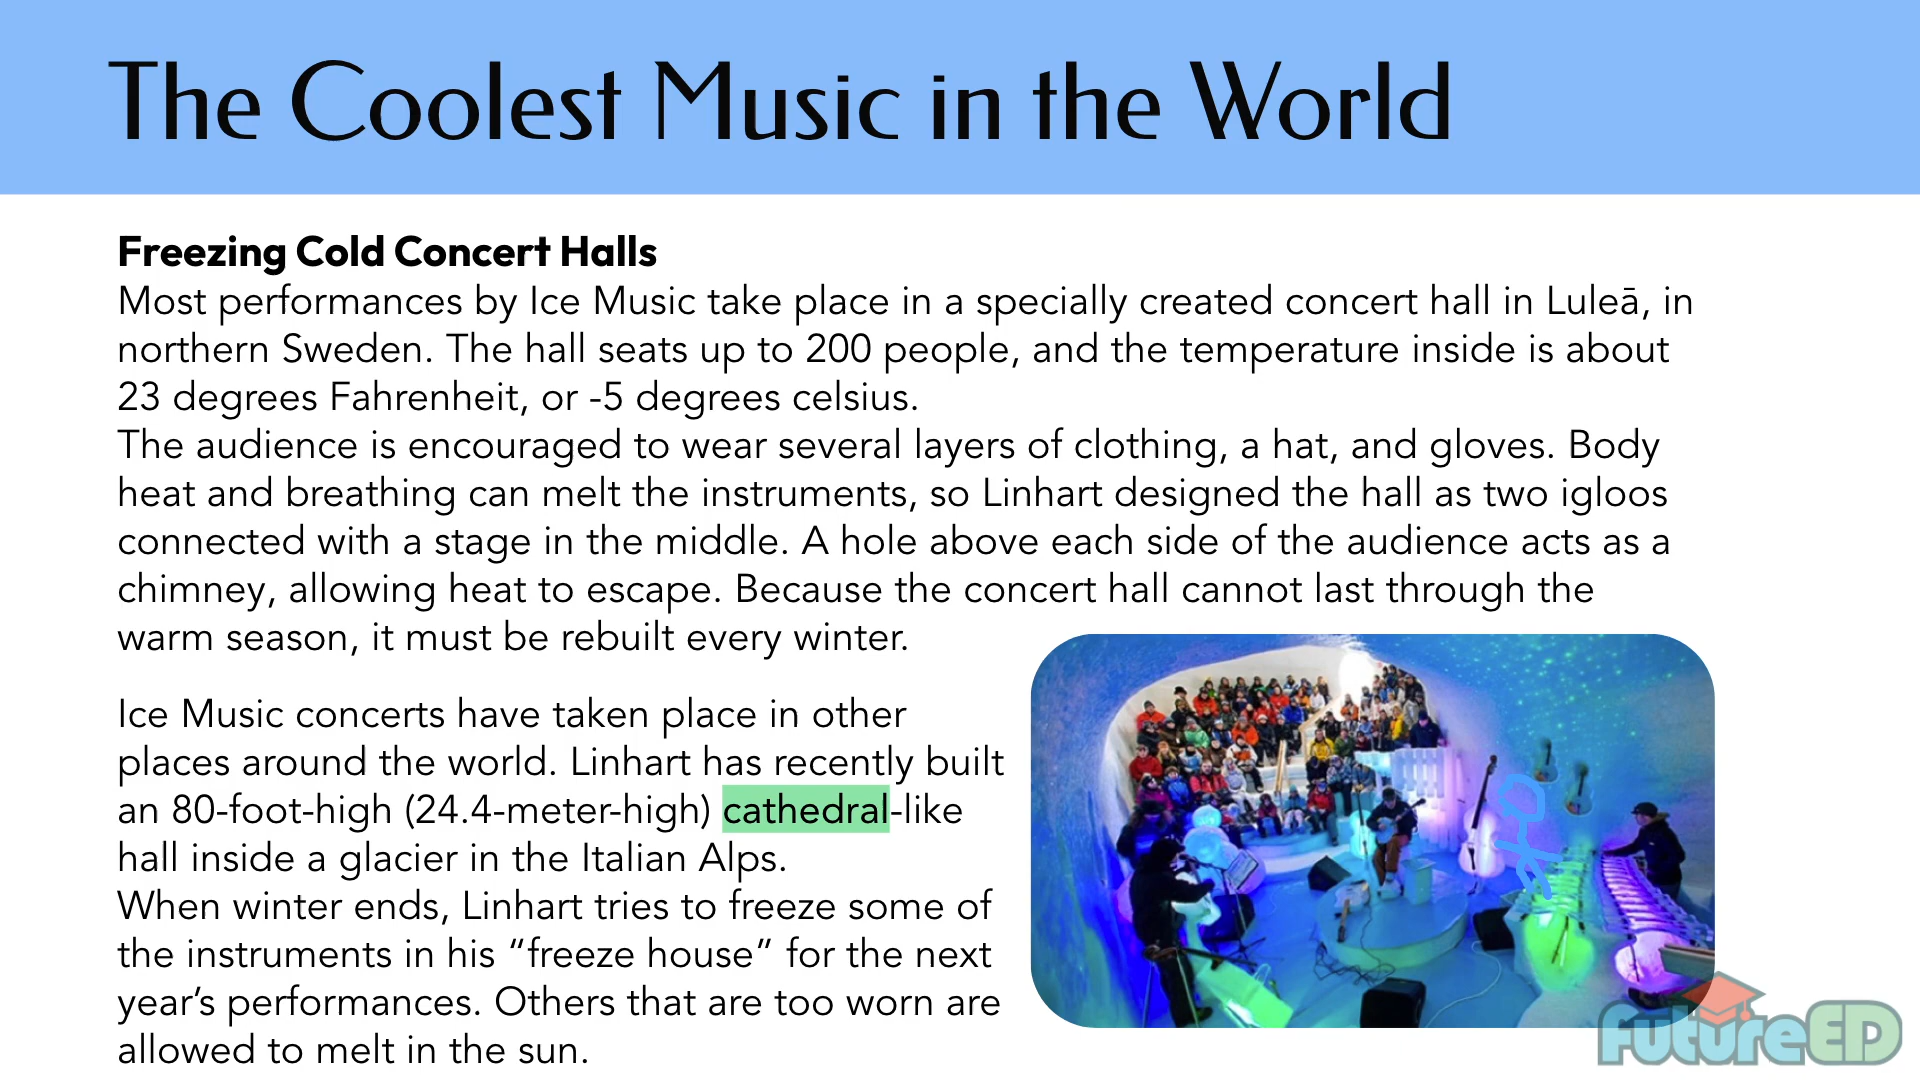 The Coolest Music in the World
Freezing Cold Concert Halls
Most performances by Ice Music take place in a specially created concert hall in Luleā, in
northern Sweden. The hall seats up to 200 people, and the temperature inside is about
23 degrees Fahrenheit, or -5 degrees celsius.
The audience is encouraged to wear several layers of clothing, a hat, and gloves. Body
heat and breathing can melt the instruments, so Linhart designed the hall as two igloos
connected with a stage in the middle. A hole above each side of the audience acts as a
chimney, allowing heat to escape. Because the concert hall cannot last through the
warm season, it must be rebuilt every winter.
Ice Music concerts have taken place in other
places around the world. Linhart has recently built
an 80-foot-high (24.4-meter-high) cathedral-like
hall inside a glacier in the Italian Alps.
When winter ends, Linhart tries to freeze some of
the instruments in his “freeze house” for the next
year’s performances. Others that are too worn are
allowed to melt in the sun.
futureED